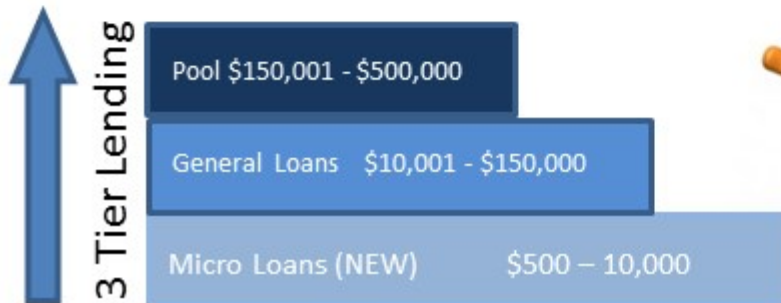 3 Tier Lending
Pool $150,001 - $500,000
General Loans $10,001 - $150,000
Micro Loans (NEW) $500 – 10,000